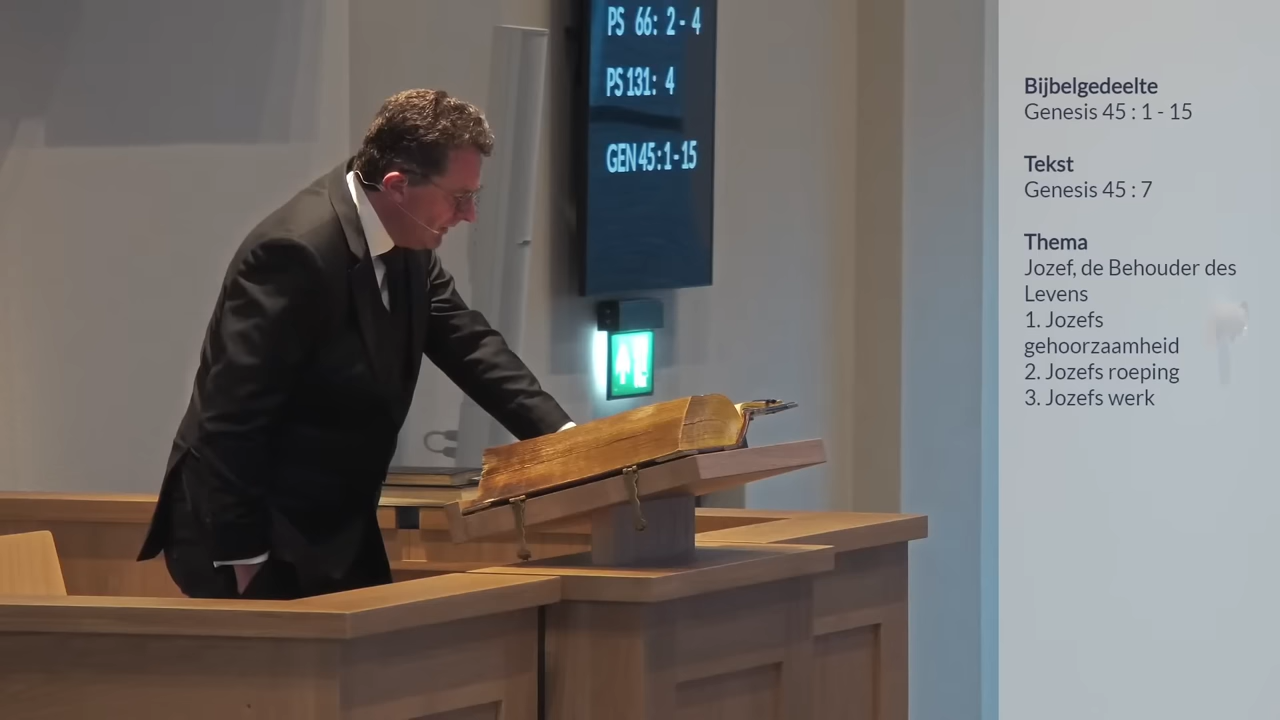 PS 66: 2 - 4
PS 131: 4
GEN 45: 1 - 15
Bijbelgedeelte
Genesis 45 : 1 - 15
Tekst
Genesis 45 : 7
Thema
Jozef, de Behouder des
Levens
1. Jozefs
gehoorzaamheid
2. Jozefs roeping
3. Jozefs werk